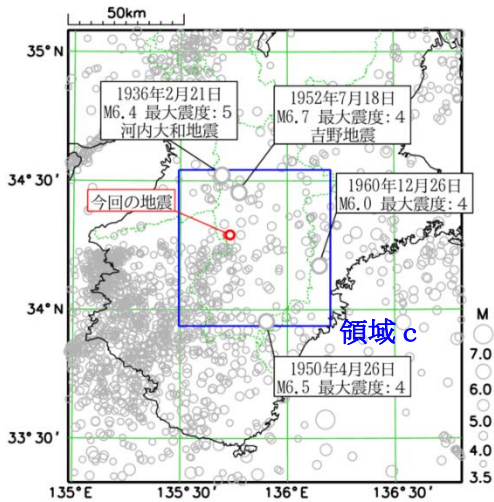 50km
35° N
1936年2月21日
M6.4 最大震度：5
河内大和地震
1952年7月18日
M6.7 最大震度：4
吉野地震
34° 30′
今回の地震
1960年12月26日
M6.0 最大震度：4
34° 00′
領域 c
M
7.0
6.0
5.0
4.0
3.5
1950年4月26日
M6.5 最大震度：4
33° 30′
135° E
135° 30′
136° E
136° 30′